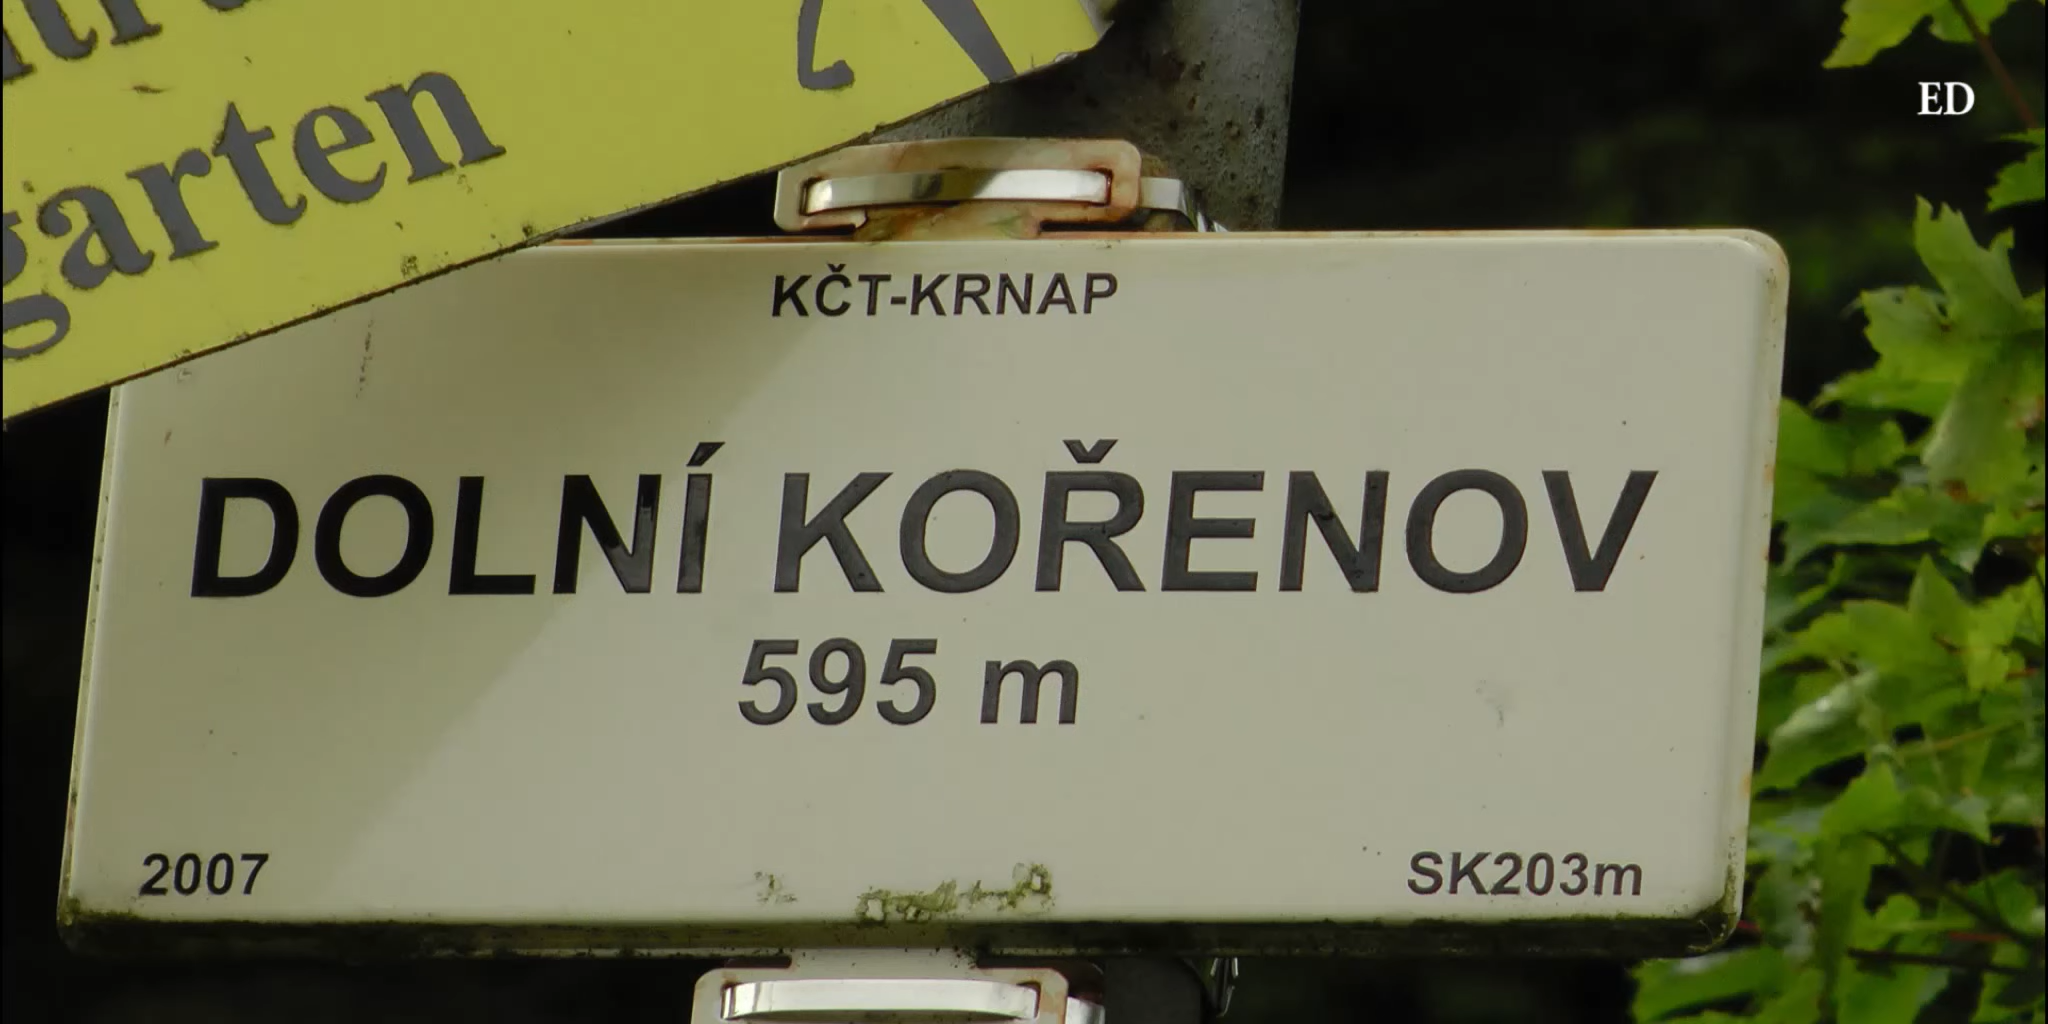 garten
ED
KČT-KRNAP
DOLNÍ KOŘENOV
595 m
2007
SK203m